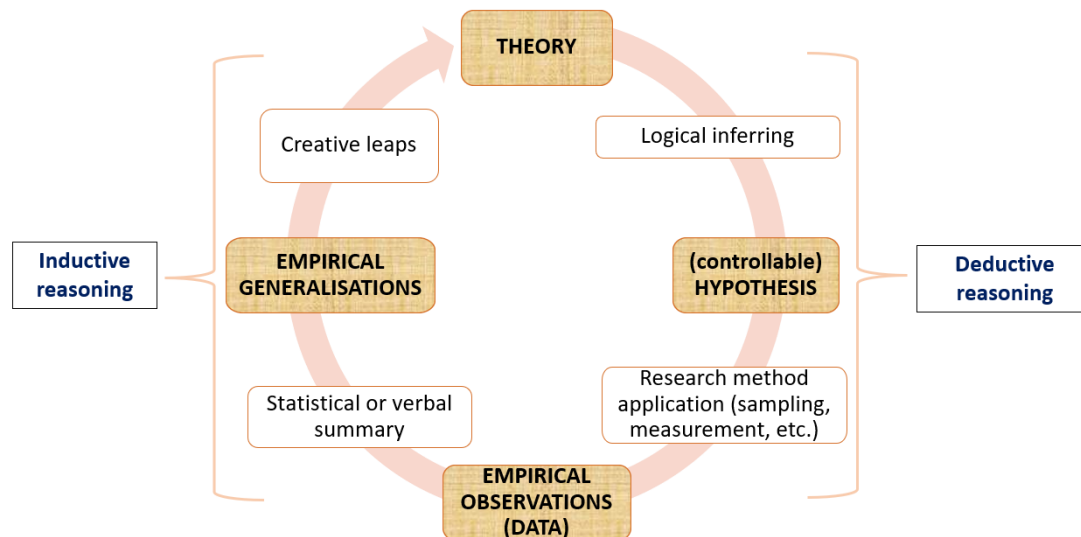 THEORY
Creative leaps
Logical inferring
Inductive
reasoning
EMPIRICAL
GENERALISATIONS
(controllable)
HYPOTHESIS
Deductive
reasoning
Statistical or verbal
summary
Research method
application (sampling,
measurement, etc.)
EMPIRICAL
OBSERVATIONS
(DATA)